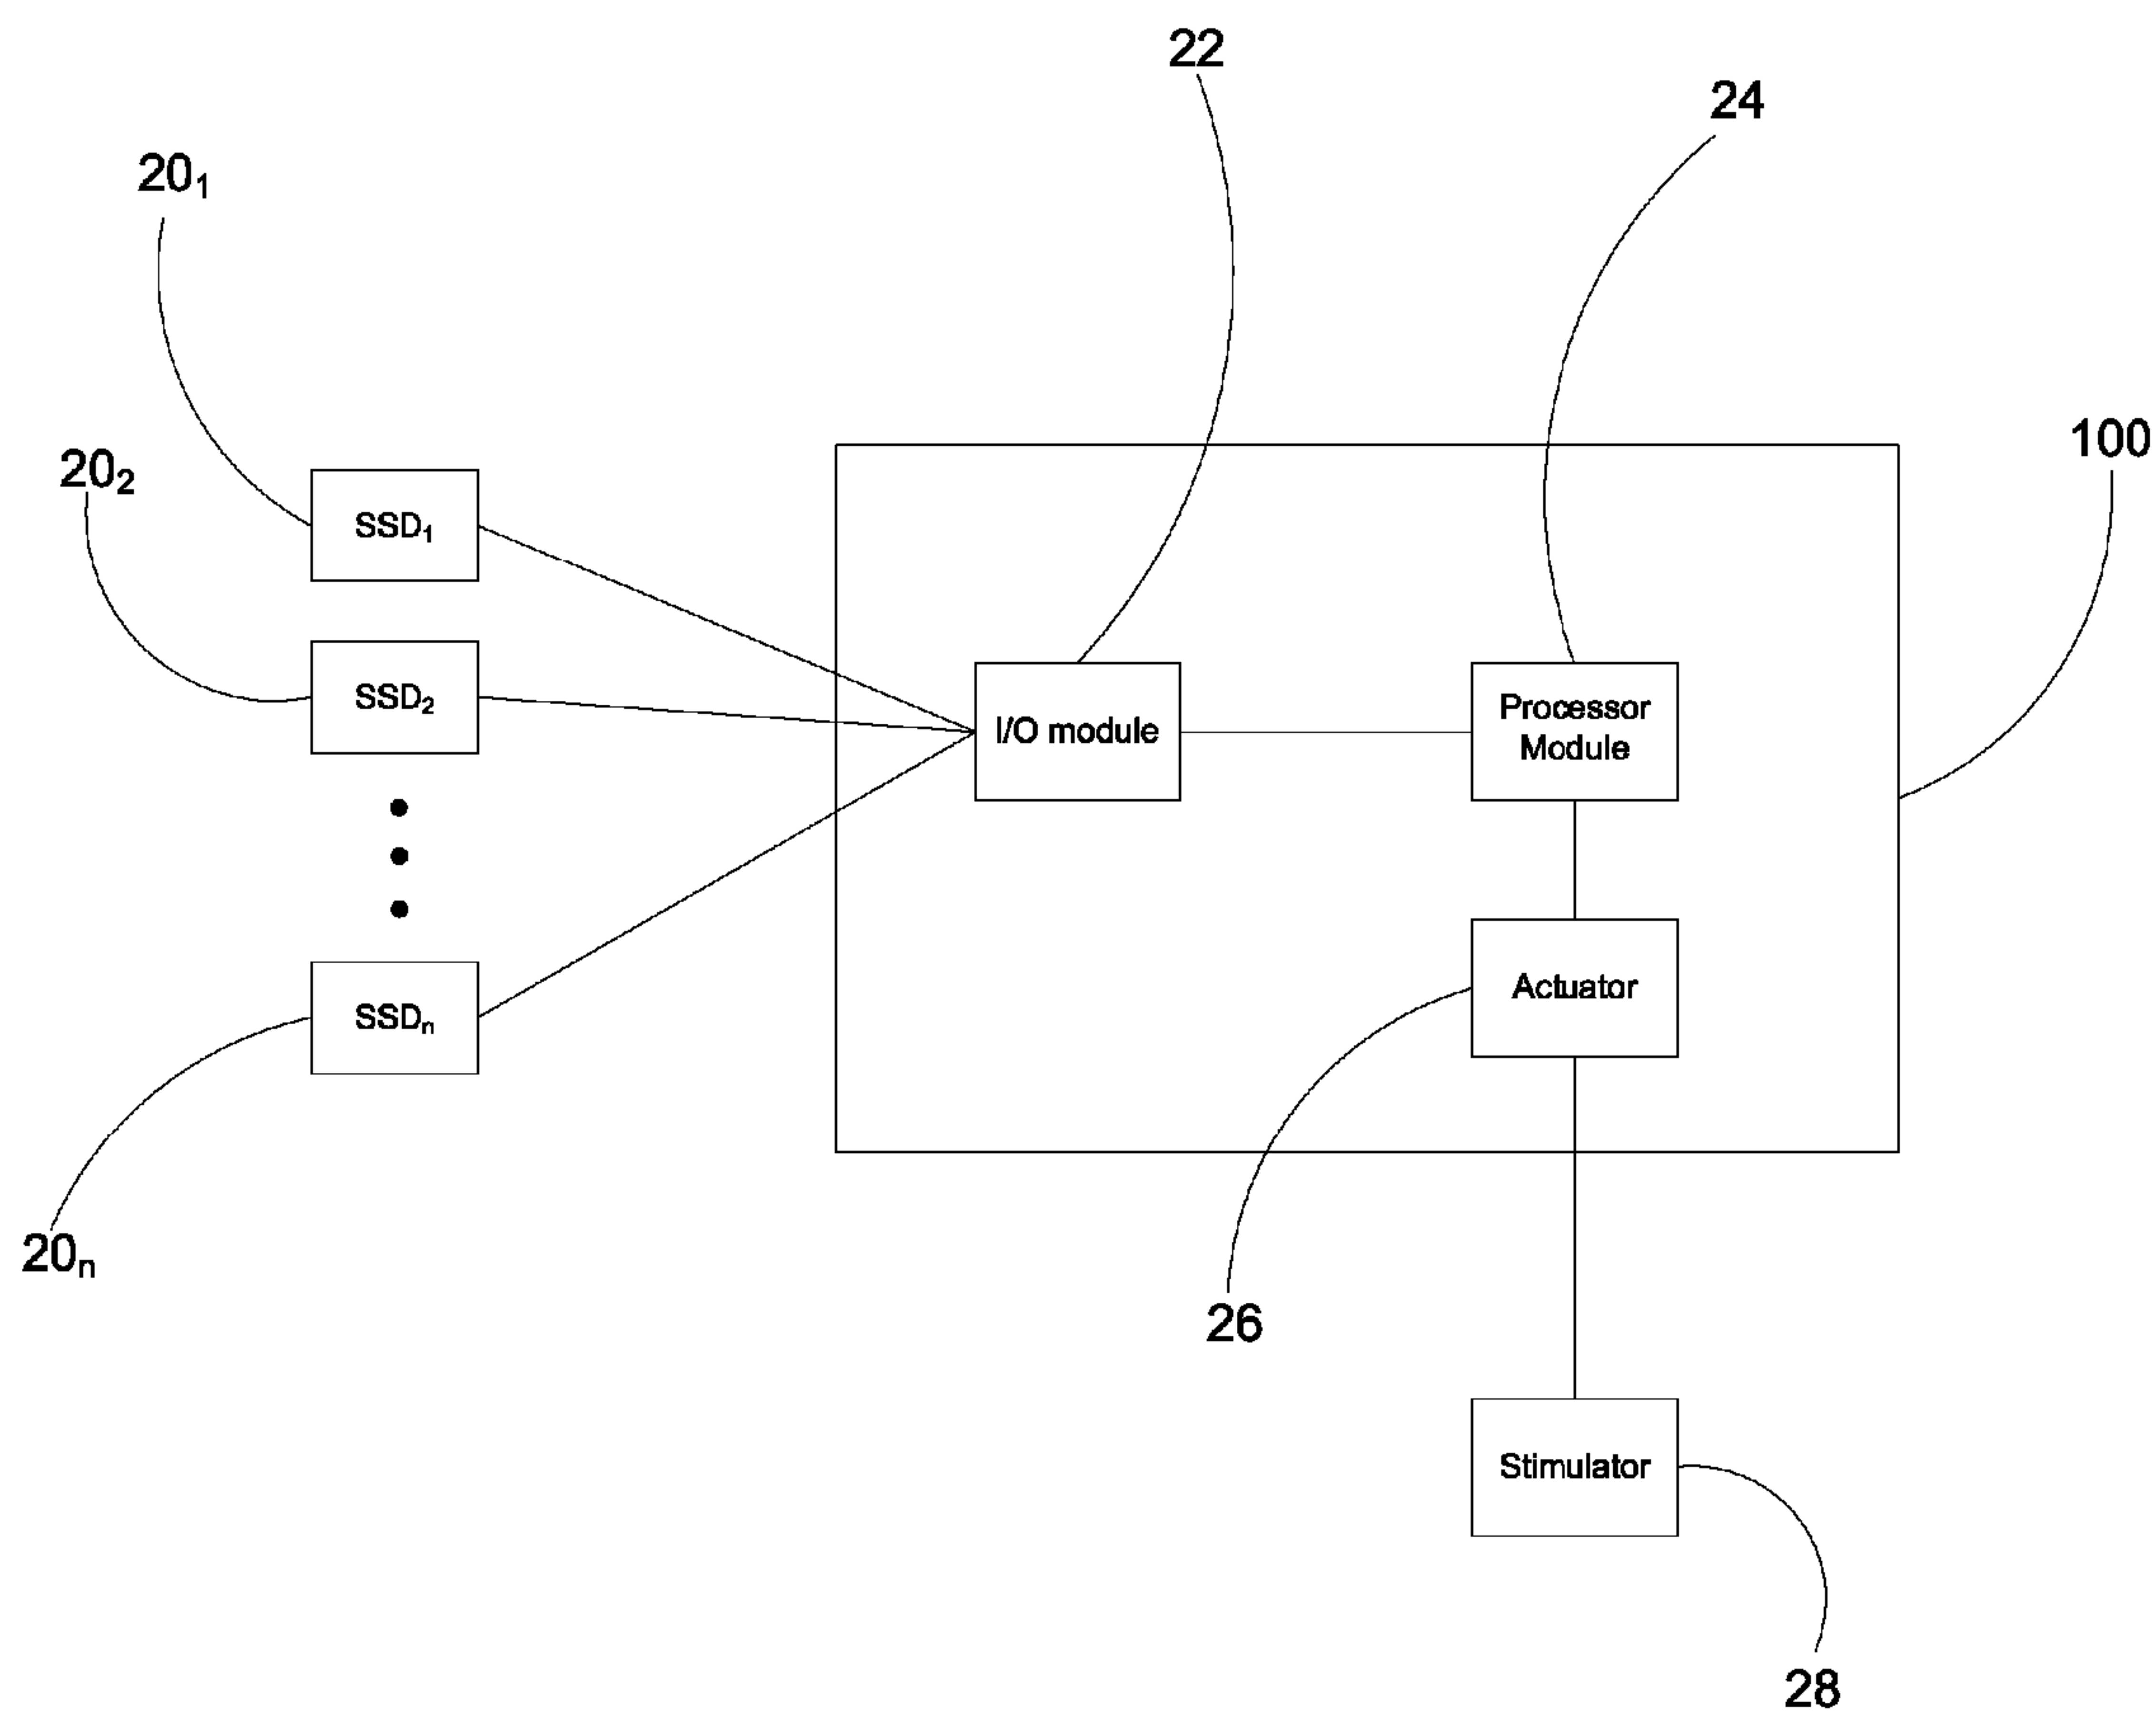 22
24
20₁
100
20₂
SSD₁
SSD₂
I/O module
Processor
Module
Actuator
SSDₙ
20ₙ
26
Stimulator
28